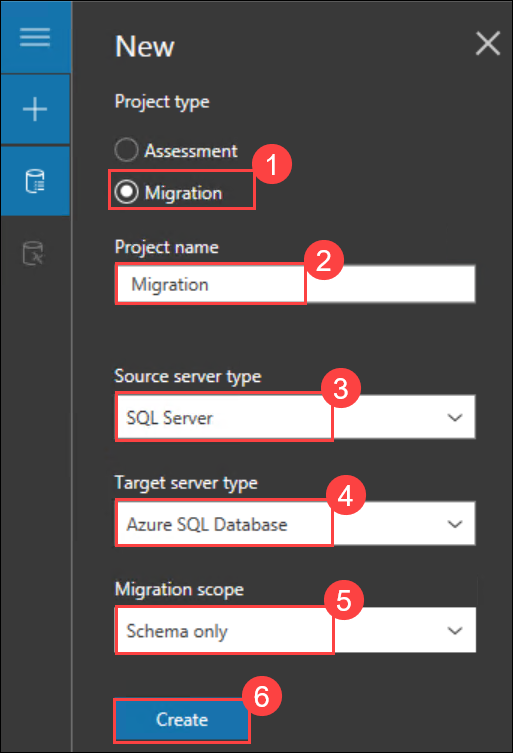 New
Project type
Assessment
1
Migration
Project name
2
Migration
Source server type
3
SQL Server
Target server type
4
Azure SQL Database
Migration scope
5
Schema only
6
Create